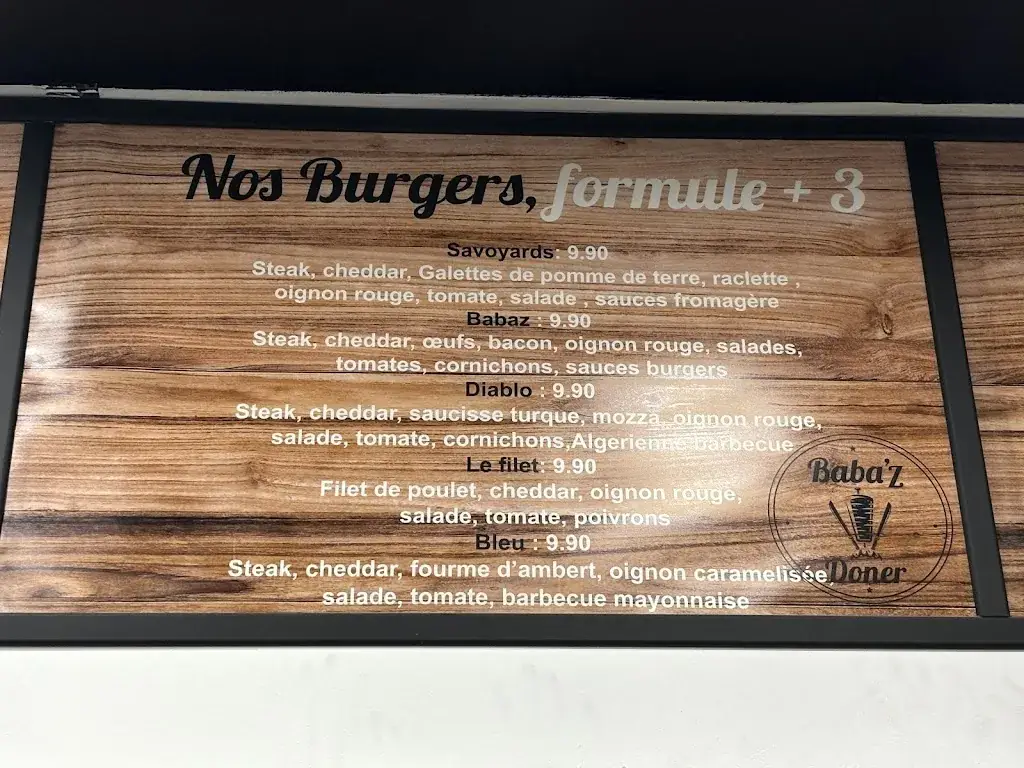 Nos Burgers, formule + 3
Savoyards: 9.90
Steak, cheddar, Galettes de pomme de terre, raclette ,
oignon rouge, tomate, salade , sauces fromagère
Babaz : 9.90
Steak, cheddar, œufs, bacon, oignon rouge, salades,
tomates, cornichons, sauces burgers
Diablo : 9.90
Steak, cheddar, saucisse turque, mozza, oignon rouge,
salade, tomate, cornichons,Algerienne barbecue
Le filet: 9.90
Filet de poulet, cheddar, oignon rouge,
salade, tomate, poivrons
Bleu : 9.90
Steak, cheddar, fourme d'ambert, oignon caramelisée,
salade, tomate, barbecue mayonnaise
Baba'z
Doner